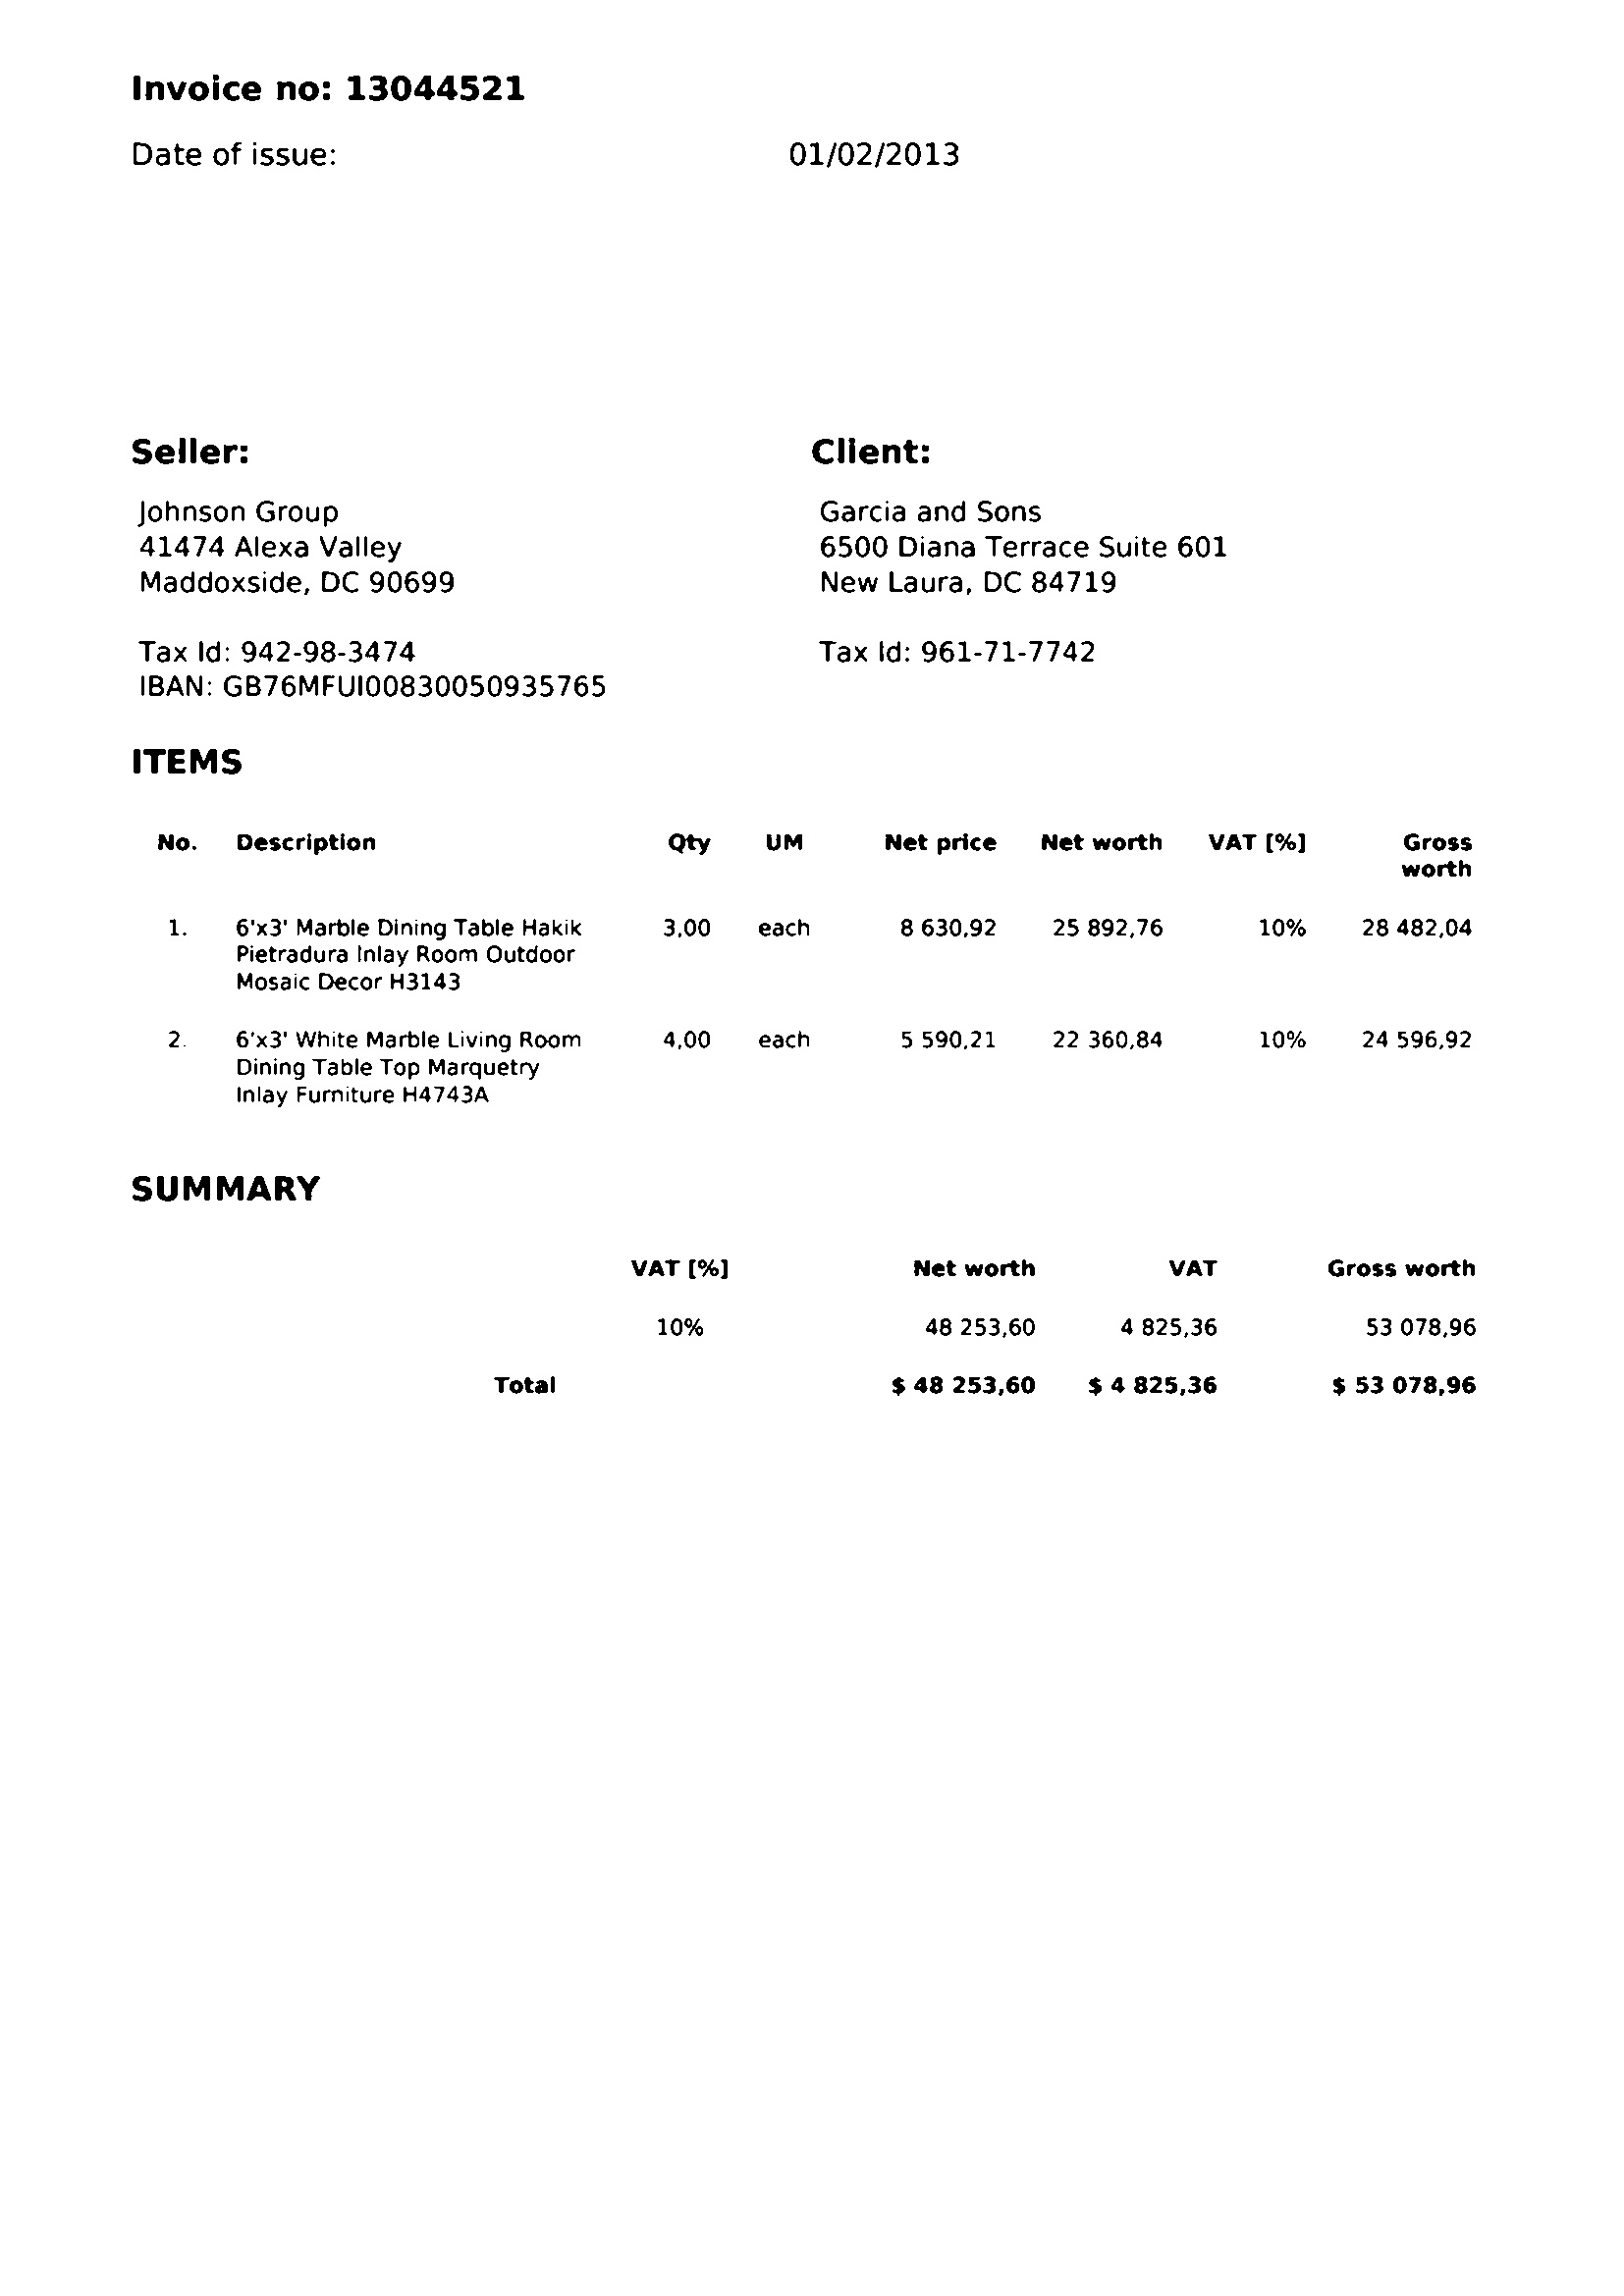 Invoice no: 13044521
Date of issue: 01/02/2013
Seller:
Johnson Group
41474 Alexa Valley
Maddoxside, DC 90699
Tax Id: 942-98-3474
IBAN: GB76MFUI00830050935765
Client:
Garcia and Sons
6500 Diana Terrace Suite 601
New Laura, DC 84719
Tax Id: 961-71-7742
ITEMS
No. Description Qty UM Net price Net worth VAT [%] Gross
worth
1. 6'x3' Marble Dining Table Hakik 3,00 each 8 630,92 25 892,76 10% 28 482,04
Pietradura Inlay Room Outdoor
Mosaic Decor H3143
2. 6'x3' White Marble Living Room 4,00 each 5 590,21 22 360,84 10% 24 596,92
Dining Table Top Marquetry
Inlay Furniture H4743A
SUMMARY
VAT [%] Net worth VAT Gross worth
10% 48 253,60 4 825,36 53 078,96
Total $ 48 253,60 $ 4 825,36 $ 53 078,96